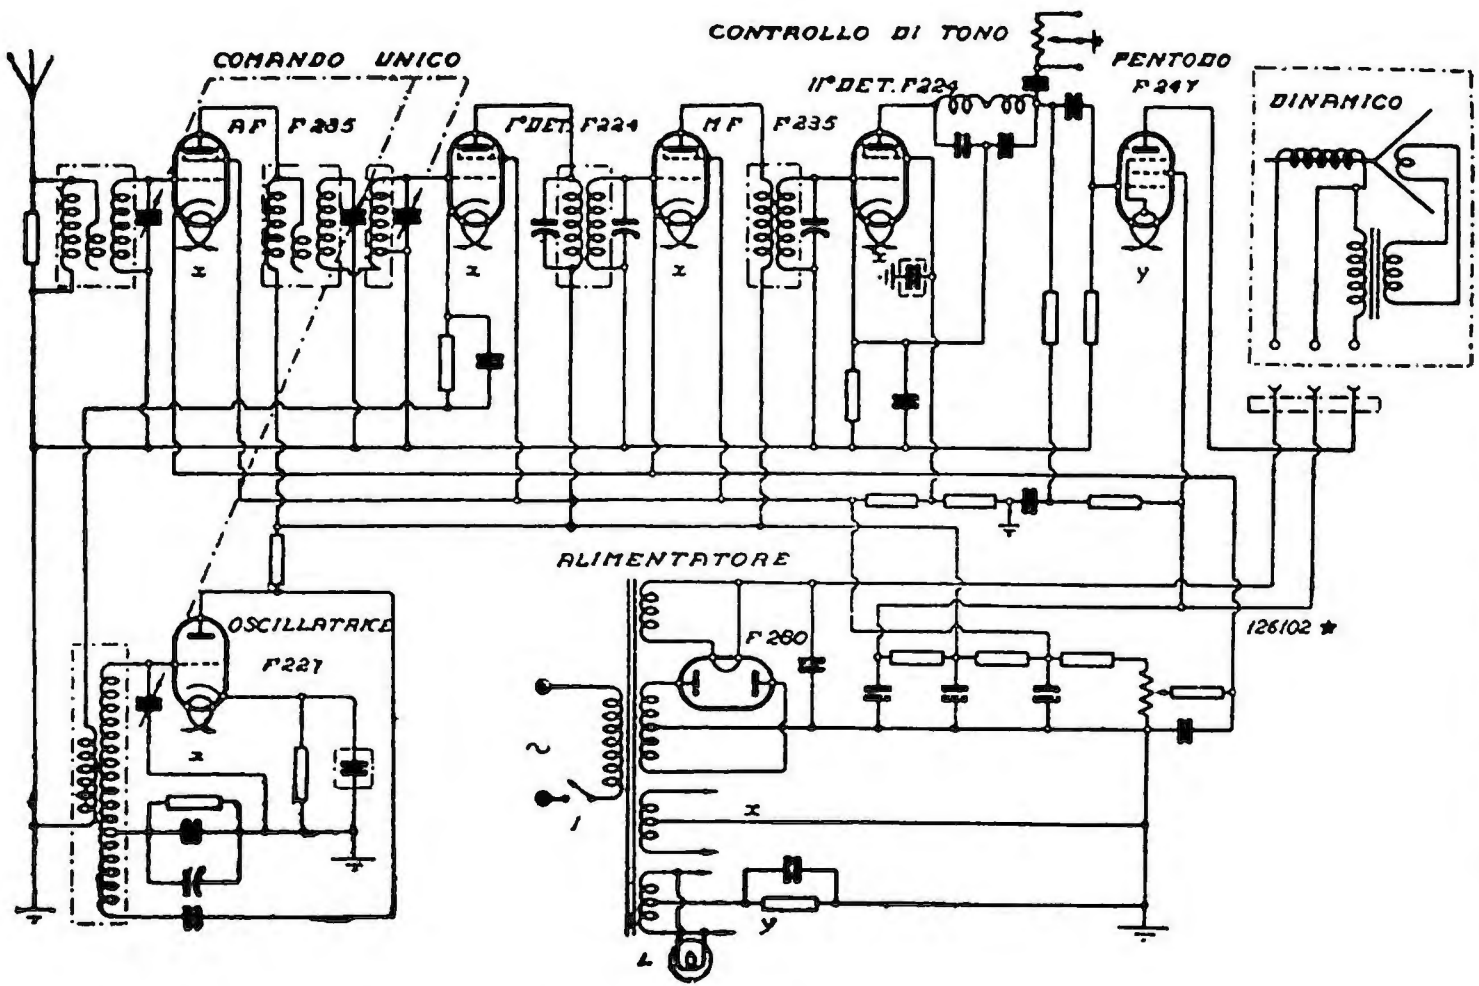 CONTROLLO DI TONO
COMANDO UNICO
PENTODO
F 247
II° DET. F 224
DINAMICO
AF F 235
I° DET. F 224
MF F 235
x
x
x
x
y
ALIMENTATORE
OSCILLATRICE
F 227
F 280
126102 ★
x
~
I
x
y
L